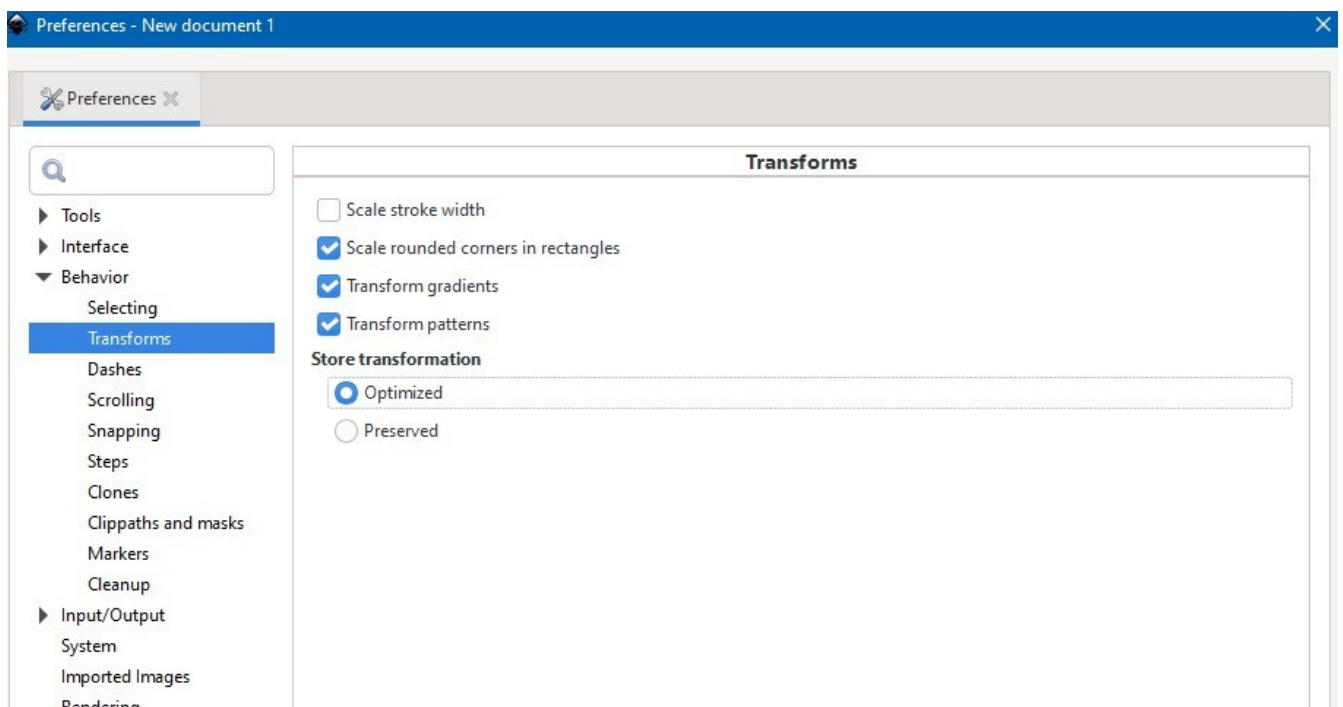 Preferences - New document 1
Preferences
Transforms
Tools
Interface
Behavior
Selecting
Transforms
Dashes
Scrolling
Snapping
Steps
Clones
Clippaths and masks
Markers
Cleanup
Input/Output
System
Imported Images
Rendering
Scale stroke width
Scale rounded corners in rectangles
Transform gradients
Transform patterns
Store transformation
Optimized
Preserved